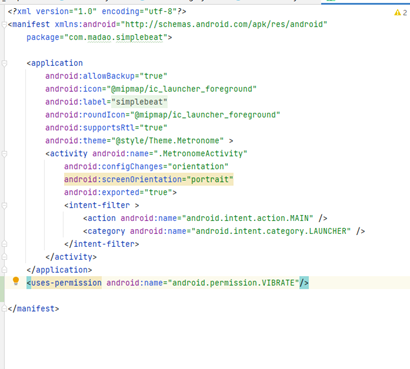 <?xml version="1.0" encoding="utf-8"?>
<manifest xmlns:android="http://schemas.android.com/apk/res/android"
    package="com.madao.simplebeat">

    <application
        android:allowBackup="true"
        android:icon="@mipmap/ic_launcher_foreground"
        android:label="simplebeat"
        android:roundIcon="@mipmap/ic_launcher_foreground"
        android:supportsRtl="true"
        android:theme="@style/Theme.Metronome" >
        <activity android:name=".MetronomeActivity"
            android:configChanges="orientation"
            android:screenOrientation="portrait"
            android:exported="true">
            <intent-filter >
                <action android:name="android.intent.action.MAIN" />
                <category android:name="android.intent.category.LAUNCHER" />
            </intent-filter>
        </activity>
    </application>
    <uses-permission android:name="android.permission.VIBRATE"/>

</manifest>
2